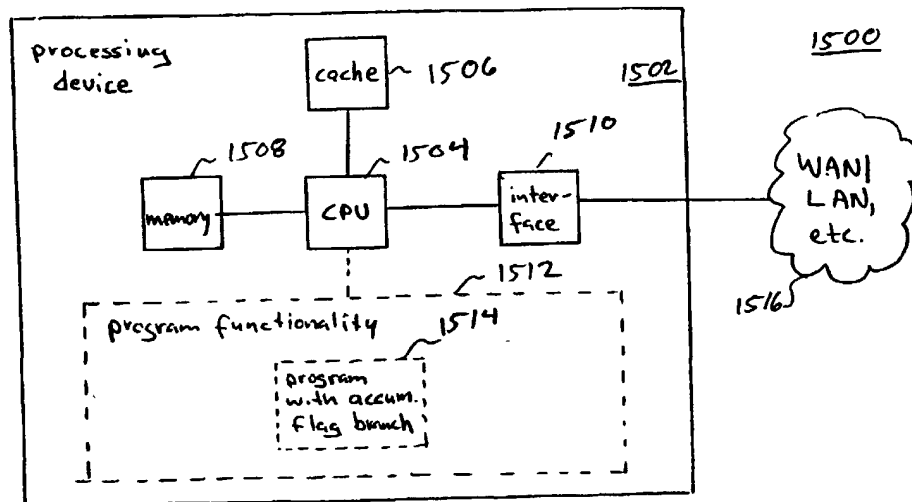 processing
device
cache
1506
1502
1500
1508
1504
1510
memory
CPU
inter-
face
WAN/
LAN,
etc.
1516
1512
program functionality
1514
program
with accum.
flag branch